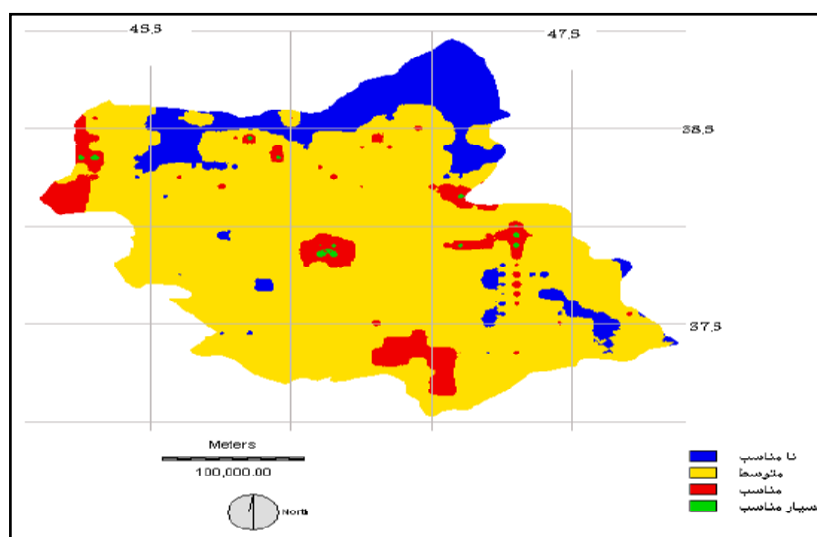 45.5
47.5
38.5
37.5
Meters
100,000.00
North
نا مناسب
متوسط
مناسب
بسیار مناسب